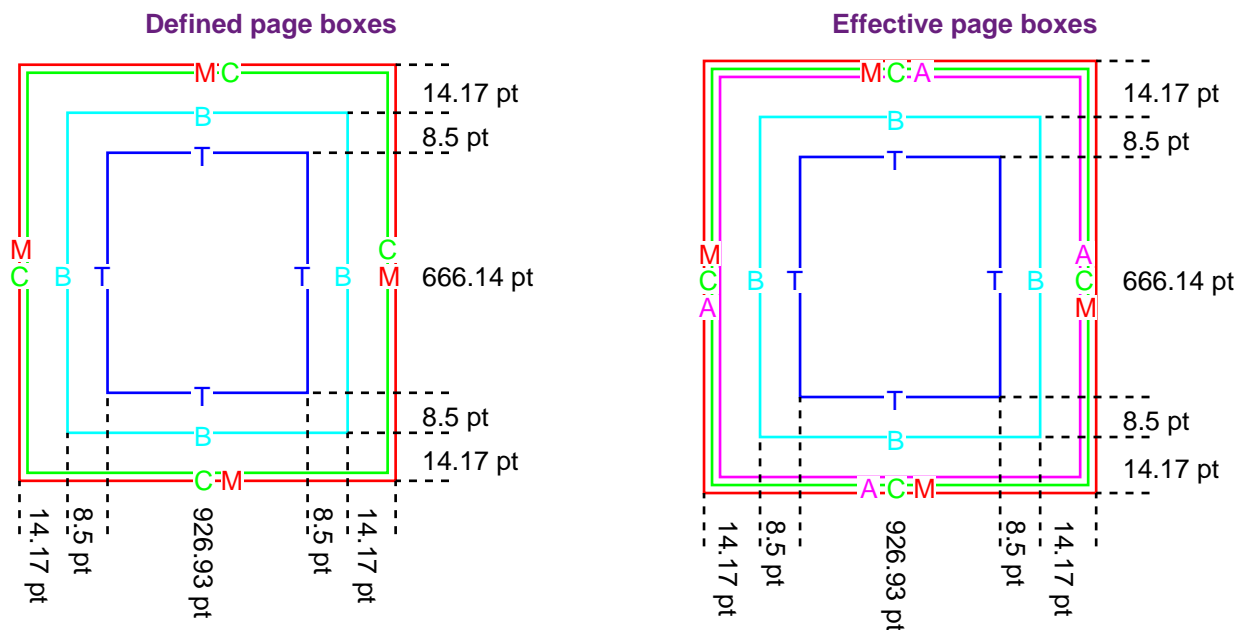 Defined page boxes
M C
14.17 pt
B
8.5 pt
T
M
C
B
T
T
B
C
M
666.14 pt
T
8.5 pt
B
14.17 pt
C M
14.17 pt
8.5 pt
926.93 pt
8.5 pt
14.17 pt
Effective page boxes
M C A
14.17 pt
B
8.5 pt
T
M
C
A
B
T
T
B
A
C
M
666.14 pt
T
8.5 pt
B
14.17 pt
A C M
14.17 pt
8.5 pt
926.93 pt
8.5 pt
14.17 pt